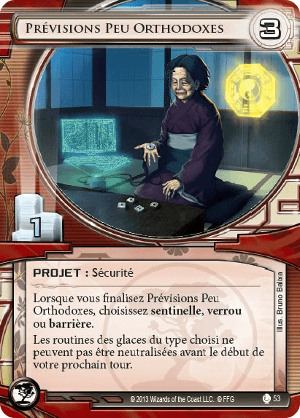 Prévisions Peu Orthodoxes
3
1
PROJET : Sécurité
Lorsque vous finalisez Prévisions Peu
Orthodoxes, choisissez sentinelle, verrou
ou barrière.
Les routines des glaces du type choisi ne
peuvent pas être neutralisées avant le début de
votre prochain tour.
Illus. Bruno Balixa
© 2013 Wizards of the Coast LLC. © FFG
53